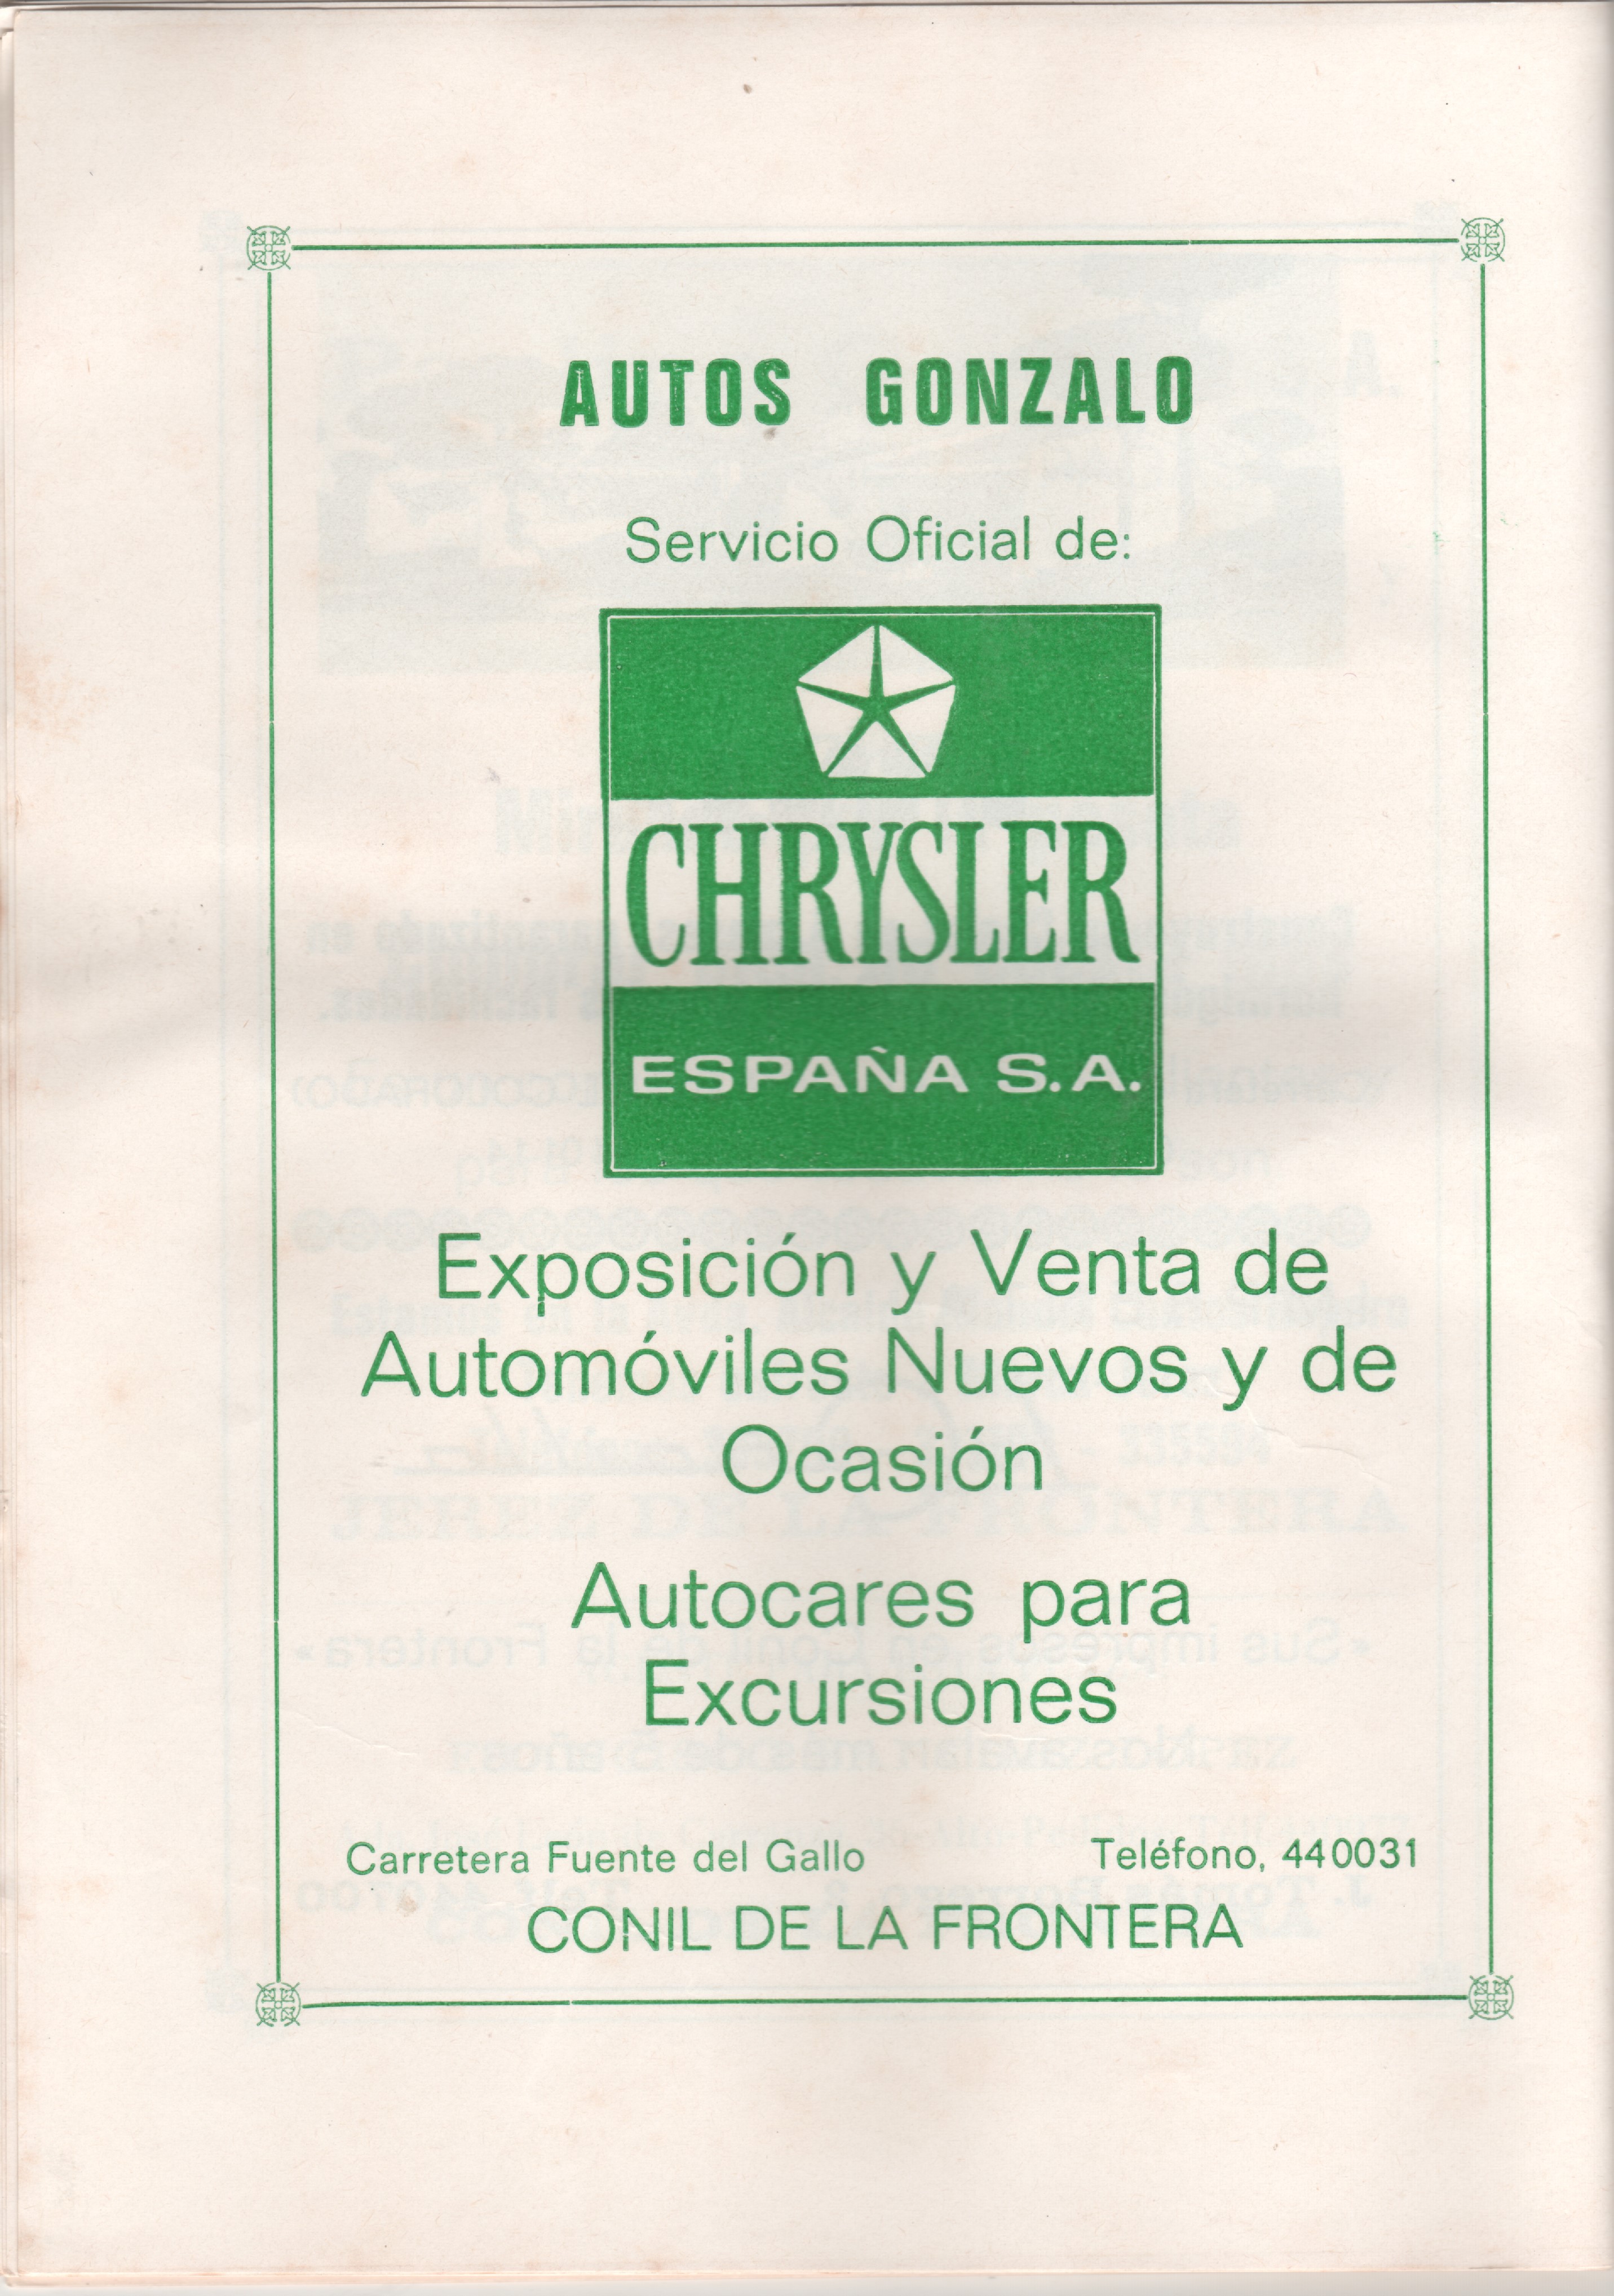 AUTOS GONZALO
Servicio Oficial de:
CHRYSLER
ESPAÑA S.A.
Exposición y Venta de
Automóviles Nuevos y de
Ocasión
Autocares para
Excursiones
Carretera Fuente del Gallo Teléfono, 440031
CONIL DE LA FRONTERA